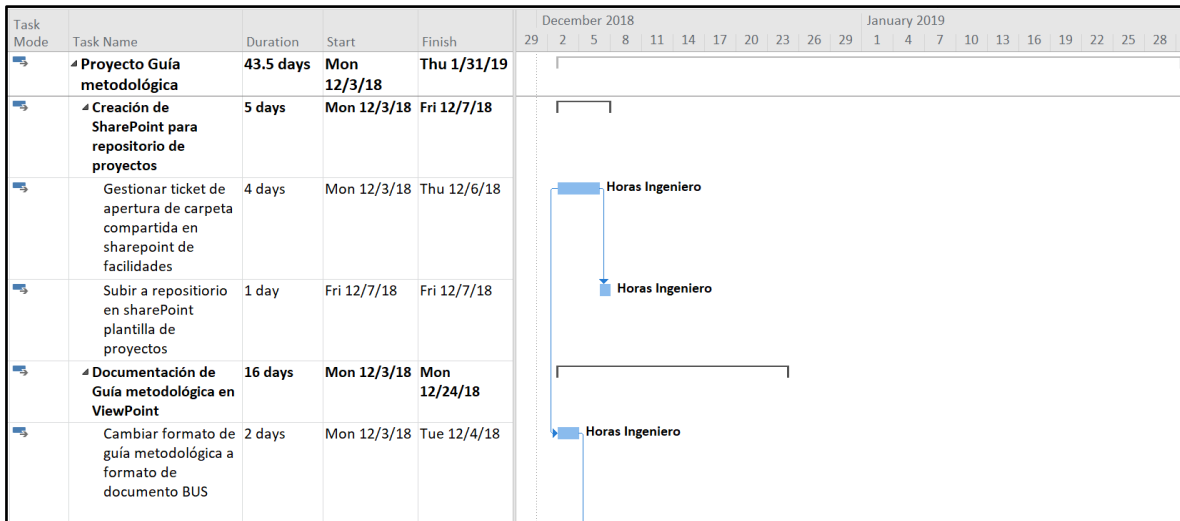 Task Mode Task Name Duration Start Finish
December 2018 January 2019
29 2 5 8 11 14 17 20 23 26 29 1 4 7 10 13 16 19 22 25 28
Proyecto Guía 43.5 days Mon Thu 1/31/19
metodológica 12/3/18
Creación de 5 days Mon 12/3/18 Fri 12/7/18
SharePoint para
repositorio de
proyectos
Gestionar ticket de 4 days Mon 12/3/18 Thu 12/6/18 Horas Ingeniero
apertura de carpeta
compartida en
sharepoint de
facilidades
Subir a repositiorio 1 day Fri 12/7/18 Fri 12/7/18 Horas Ingeniero
en sharePoint
plantilla de
proyectos
Documentación de 16 days Mon 12/3/18 Mon
Guía metodológica en 12/24/18
ViewPoint
Cambiar formato de 2 days Mon 12/3/18 Tue 12/4/18 Horas Ingeniero
guía metodológica a
formato de
documento BUS